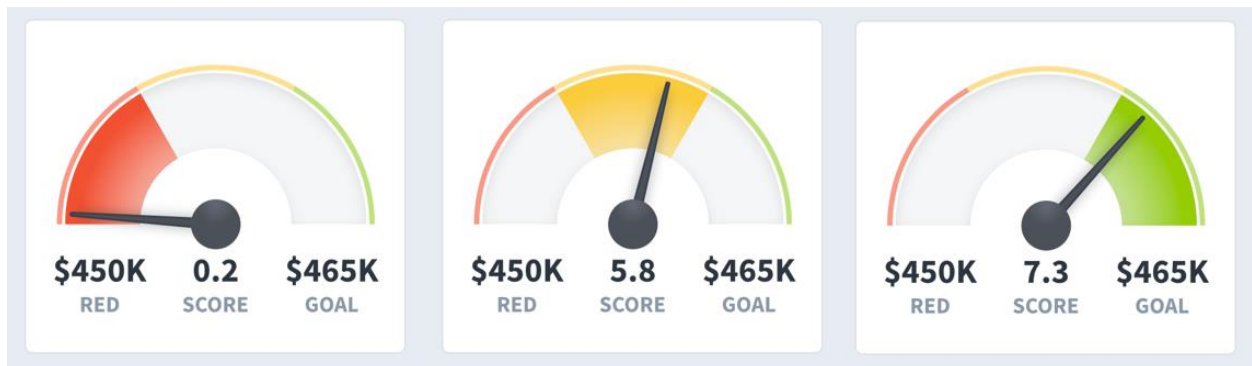 $450K 0.2 $465K
RED SCORE GOAL
$450K 5.8 $465K
RED SCORE GOAL
$450K 7.3 $465K
RED SCORE GOAL